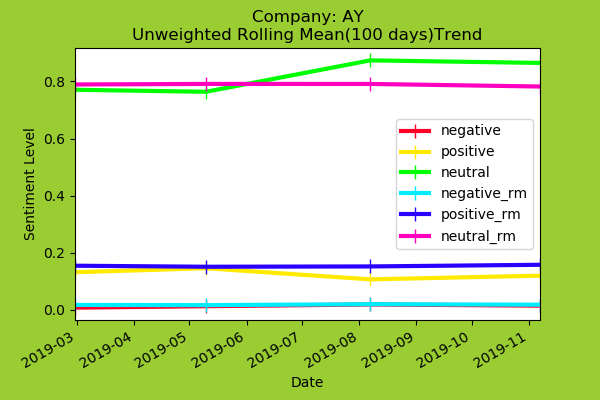 Company: AY
Unweighted Rolling Mean(100 days)Trend
Sentiment Level
0.8
0.6
0.4
0.2
0.0
negative
positive
neutral
negative_rm
positive_rm
neutral_rm
2019-03
2019-04
2019-05
2019-06
2019-07
2019-08
2019-09
2019-10
2019-11
Date